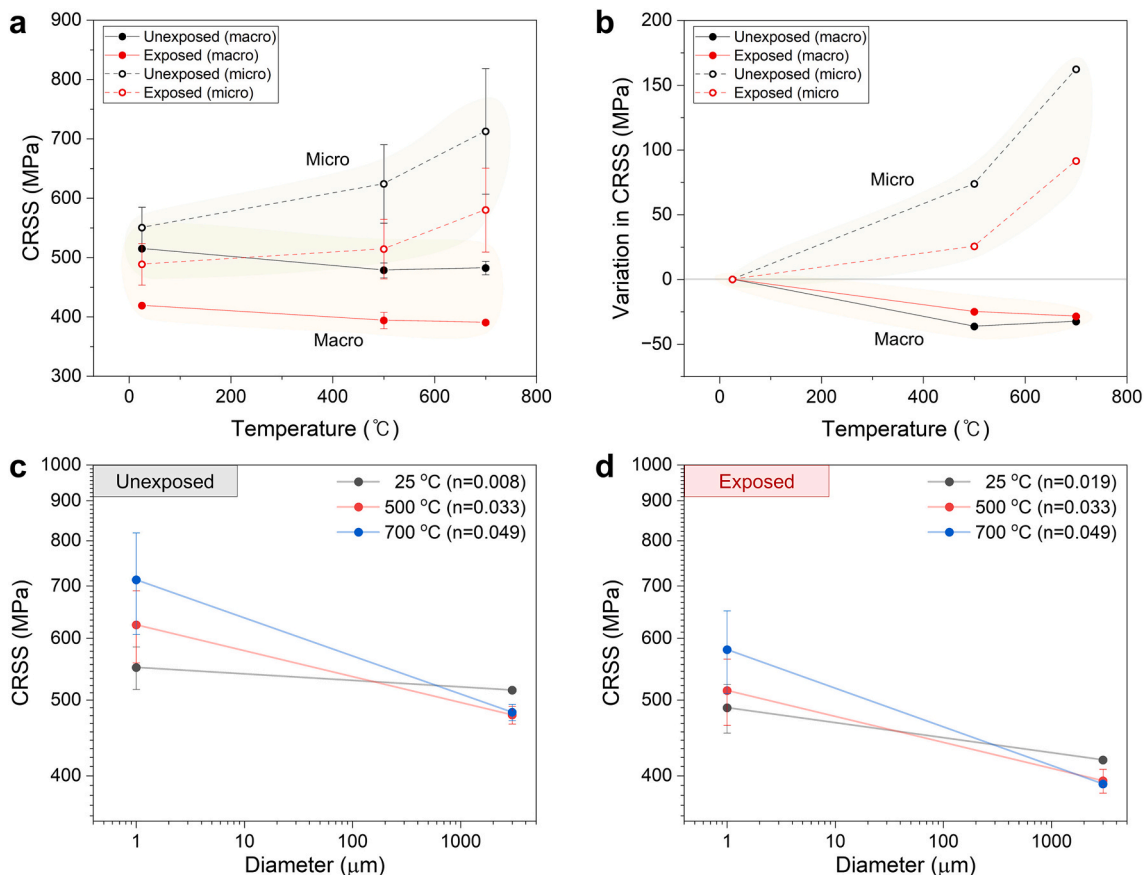 a
900
800
700
600
500
400
300
CRSS (MPa)
Unexposed (macro)
Exposed (macro)
Unexposed (micro)
Exposed (micro)
Micro
Macro
0
200
400
600
800
Temperature (℃)
b
200
150
100
50
0
−50
Variation in CRSS (MPa)
Unexposed (macro)
Exposed (macro)
Unexposed (micro)
Exposed (micro
Micro
Macro
0
200
400
600
800
Temperature (℃)
c
1000
900
800
700
600
500
400
CRSS (MPa)
Unexposed
25 °C (n=0.008)
500 °C (n=0.033)
700 °C (n=0.049)
1
10
100
1000
Diameter (μm)
d
1000
900
800
700
600
500
400
CRSS (MPa)
Exposed
25 °C (n=0.019)
500 °C (n=0.033)
700 °C (n=0.049)
1
10
100
1000
Diameter (μm)